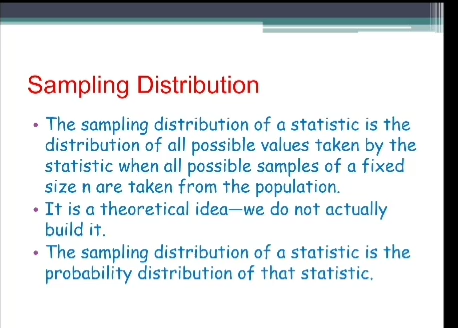 Sampling Distribution
• The sampling distribution of a statistic is the
distribution of all possible values taken by the
statistic when all possible samples of a fixed
size n are taken from the population.
• It is a theoretical idea—we do not actually
build it.
• The sampling distribution of a statistic is the
probability distribution of that statistic.